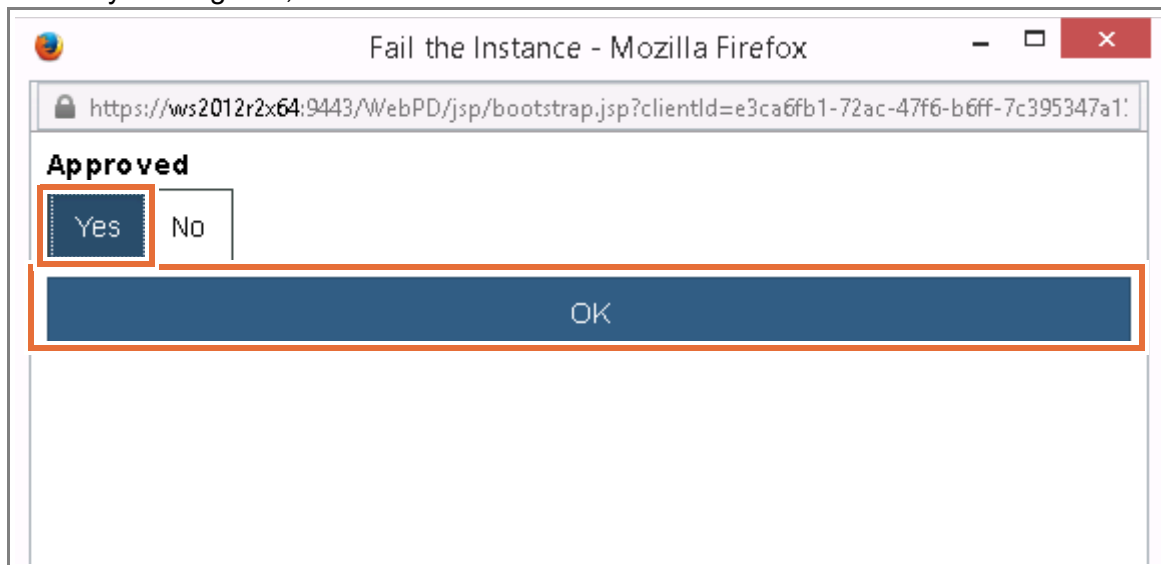 Fail the Instance - Mozilla Firefox
https://ws2012r2x64:9443/WebPD/jsp/bootstrap.jsp?clientId=e3ca6fb1-72ac-47f6-b6ff-7c395347a1
Approved
Yes No
OK